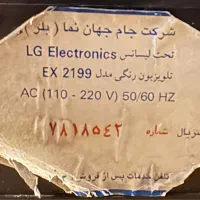 شرکت جام جهان نما ( بلر )
تحت لیسانس LG Electronics
تلویزیون رنگی مدل EX 2199
AC (110 - 220 V) 50/60 HZ
سریال شماره ۷۸۱۸۵۴۲
تلفن خدمات پس از فروش